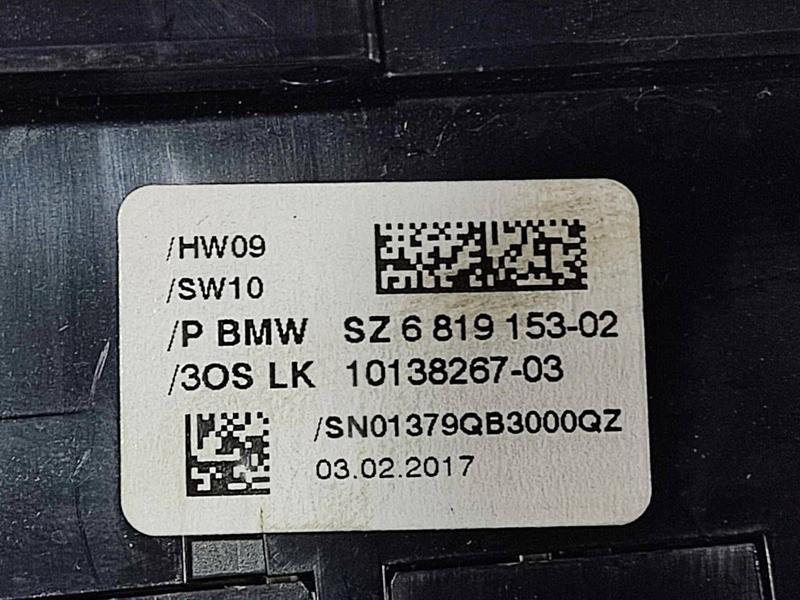 /HW09
/SW10
/P BMW SZ 6 819 153-02
/3OS LK 10138267-03
/SN01379QB3000QZ
03.02.2017